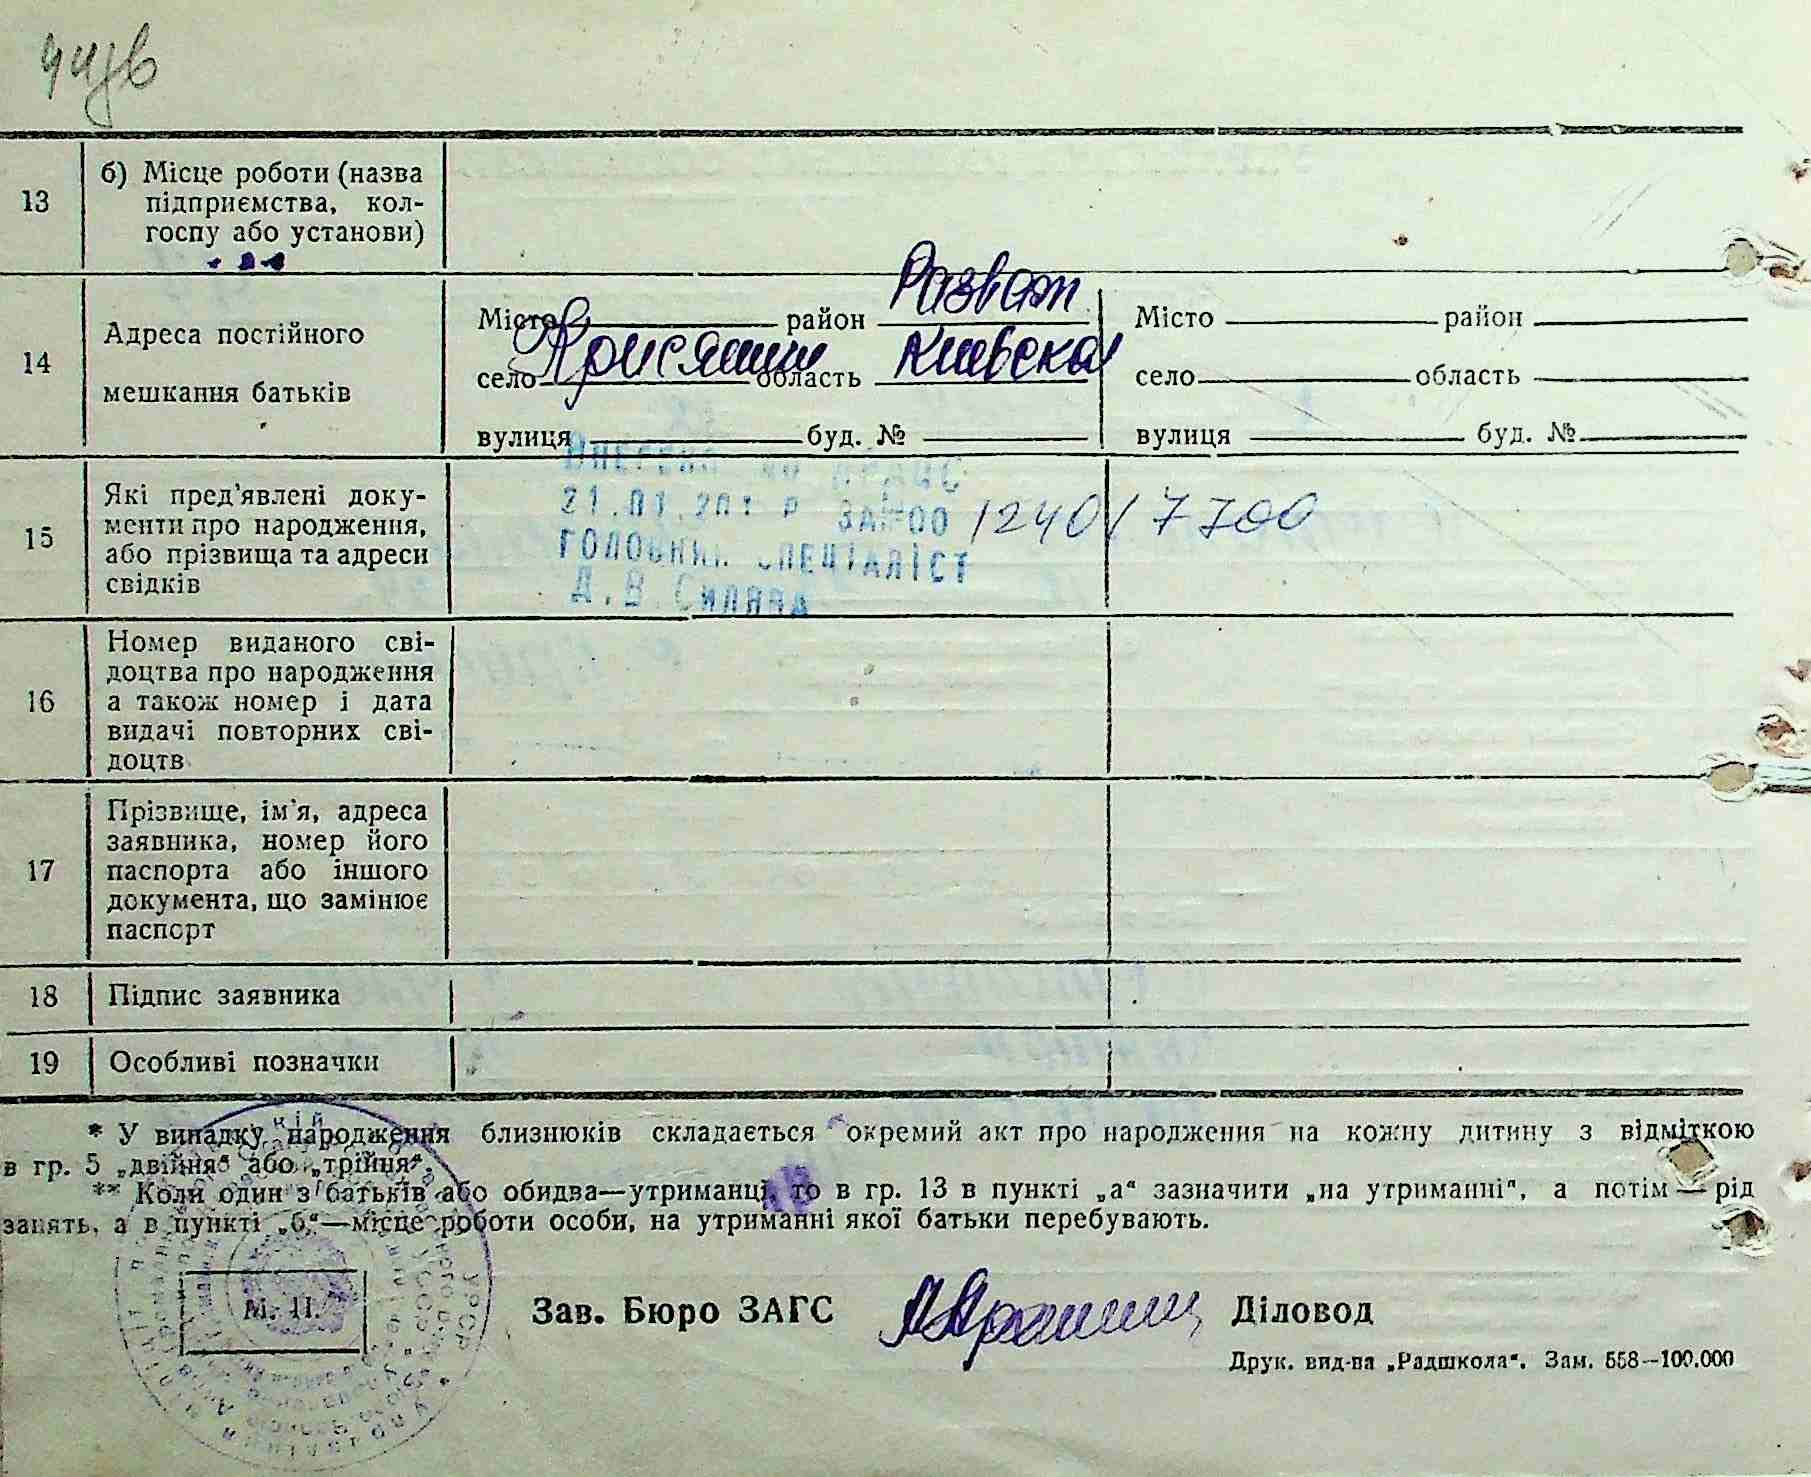 13
б) Місце роботи (назва
підприємства, кол-
госпу або установи)
14
Адреса постійного
мешкання батьків
Місто район Розваж
село область Киевская
вулиця буд. №
Місто район
село область
вулиця буд. №
15
Які пред'явлені доку-
менти про народження,
або прізвища та адреси
свідків
1240/7700
ГОЛОВНИЙ СПЕЦІАЛІСТ
16
Номер виданого сві-
доцтва про народження
а також номер і дата
видачі повторних сві-
доцтв
17
Прізвище, ім'я, адреса
заявника, номер його
паспорта або іншого
документа, що замінює
паспорт
18
Підпис заявника
19
Особливі позначки
* У випадку народження близнюків складається окремий акт про народження на кожну дитину з відміткою
в гр. 5 „двійня“ або „трійня“.
** Коли один з батьків або обидва—утриманці, то в гр. 13 в пункті „а“ зазначити „на утриманні“, а потім — рід
занять, а в пункті „б“—місце роботи особи, на утриманні якої батьки перебувають.
М. П.
Зав. Бюро ЗАГС
Діловод
Друк. вид-ва „Радшкола“. Зам. 558—100.000